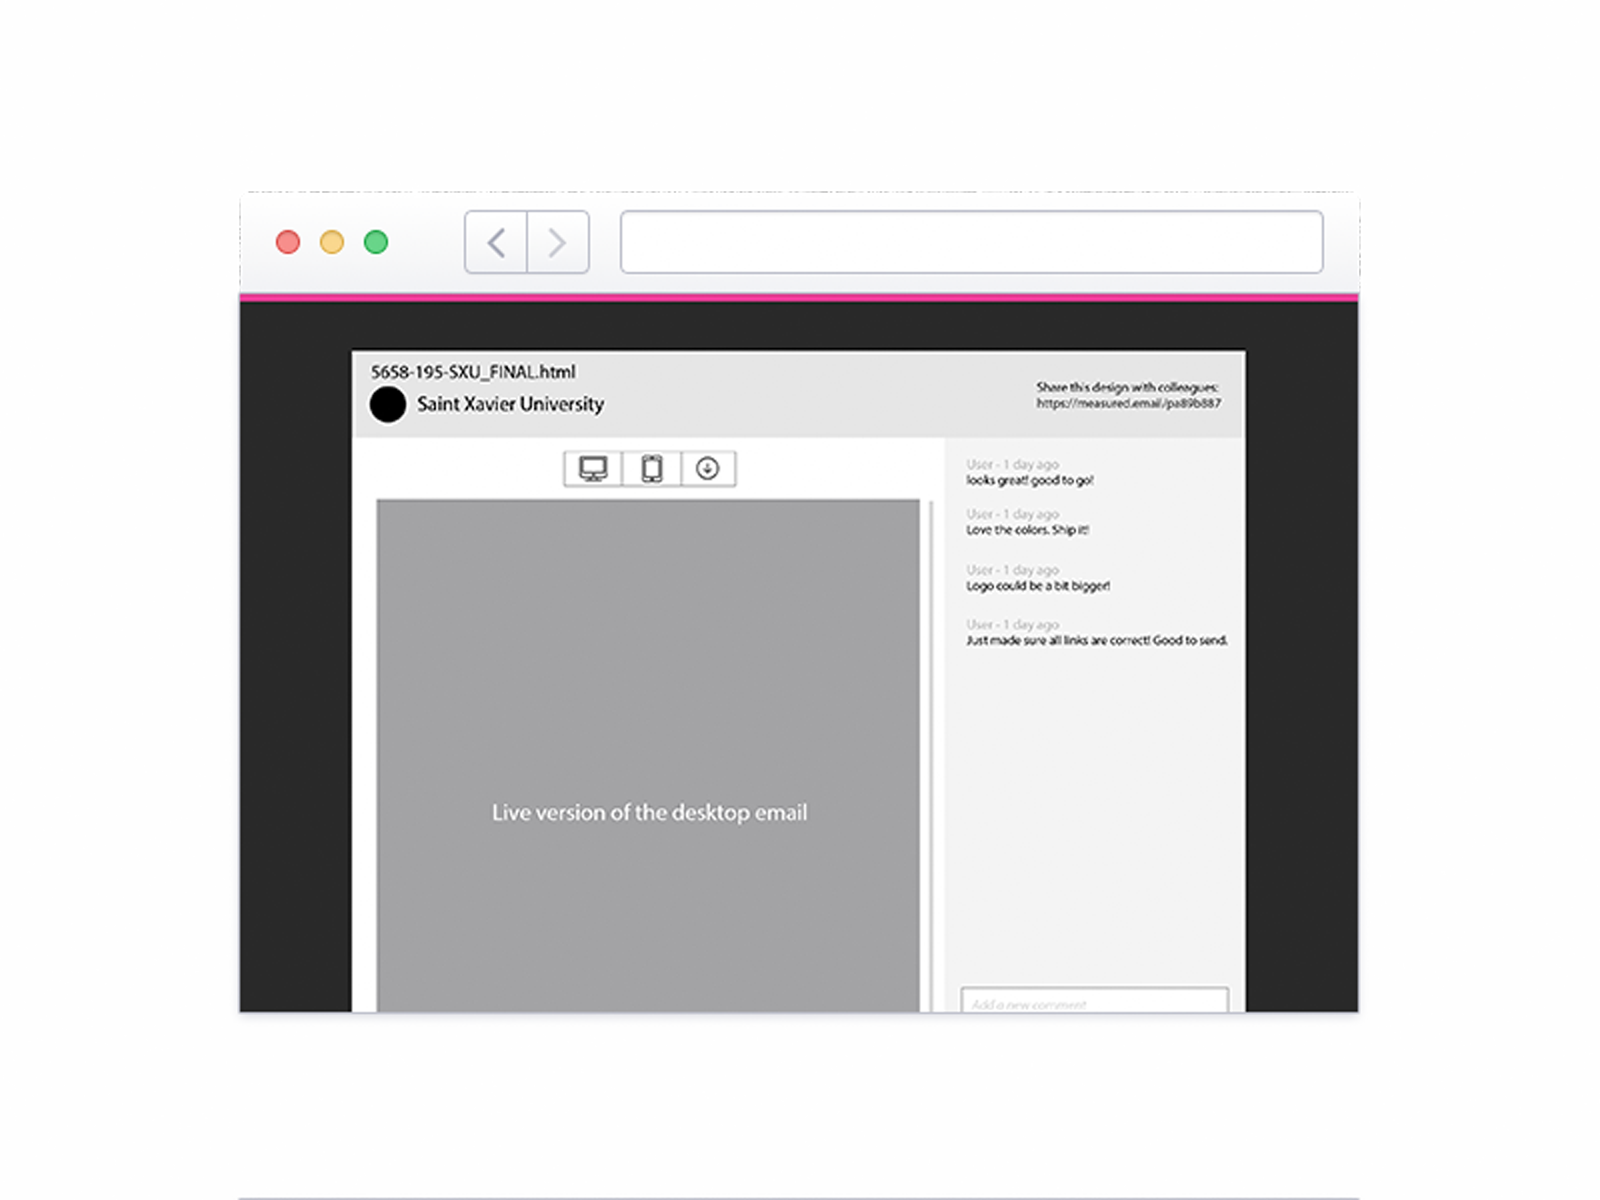 5658-195-SXU_FINAL.html
Saint Xavier University
Share this design with colleagues:
https://measured.email/pa89b887
User - 1 day ago
looks great! good to go!
User - 1 day ago
Love the colors. Ship it!
User - 1 day ago
Logo could be a bit bigger!
User - 1 day ago
Just made sure all links are correct! Good to send.
Live version of the desktop email
Add a new comment